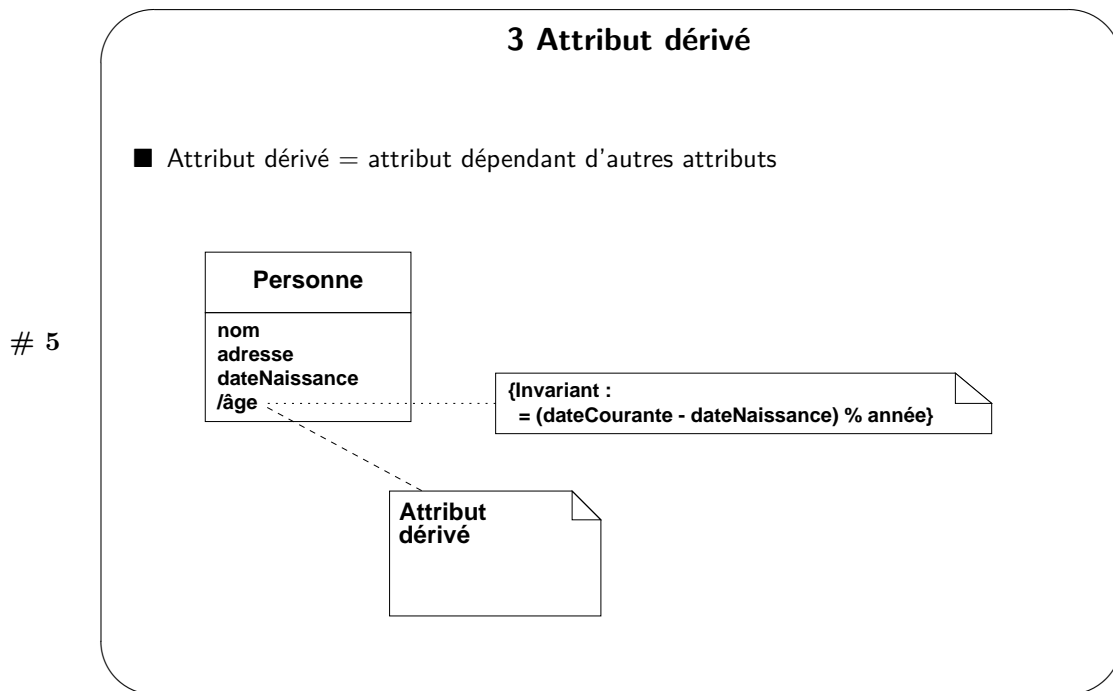 3 Attribut dérivé
■ Attribut dérivé = attribut dépendant d'autres attributs
Personne
nom
adresse
dateNaissance
/âge
{Invariant :
= (dateCourante - dateNaissance) % année}
Attribut
dérivé
# 5